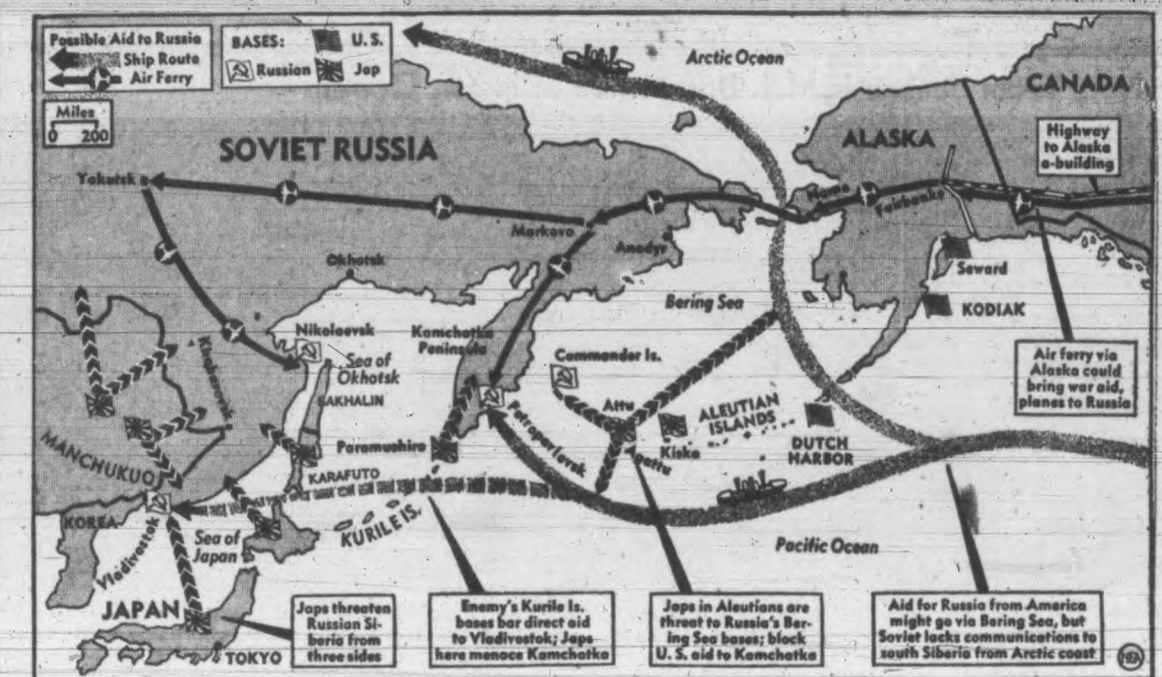 Possible Aid to Russia
Ship Route
Air Ferry
BASES:
U. S.
Russian
Jap
Miles
0 200
Arctic Ocean
CANADA
ALASKA
Highway
to Alaska
a-building
SOVIET RUSSIA
Yakutsk
Nome
Fairbanks
Markovo
Anadyr
Okhotsk
Seward
Bering Sea
KODIAK
Nikolaevsk
Kamchatka
Peninsula
Khabarovsk
Sea of
Okhotsk
Commander Is.
Air ferry via
Alaska could
bring war aid,
planes to Russia
SAKHALIN
Petropavlovsk
Attu
ALEUTIAN
ISLANDS
Kiska
Agattu
DUTCH
HARBOR
MANCHUKUO
Paramushiro
KARAFUTO
KOREA
Vladivostok
Sea of
Japan
KURILE IS.
Pacific Ocean
JAPAN
TOKYO
Japs threaten
Russian Si-
beria from
three sides
Enemy's Kurile Is.
bases bar direct aid
to Vladivostok; Japs
here menace Kamchatka
Japs in Aleutians are
threat to Russia's Ber-
ing Sea bases; block
U. S. aid to Kamchatka
Aid for Russia from America
might go via Bering Sea, but
Soviet lacks communications to
south Siberia from Arctic coast
NEA